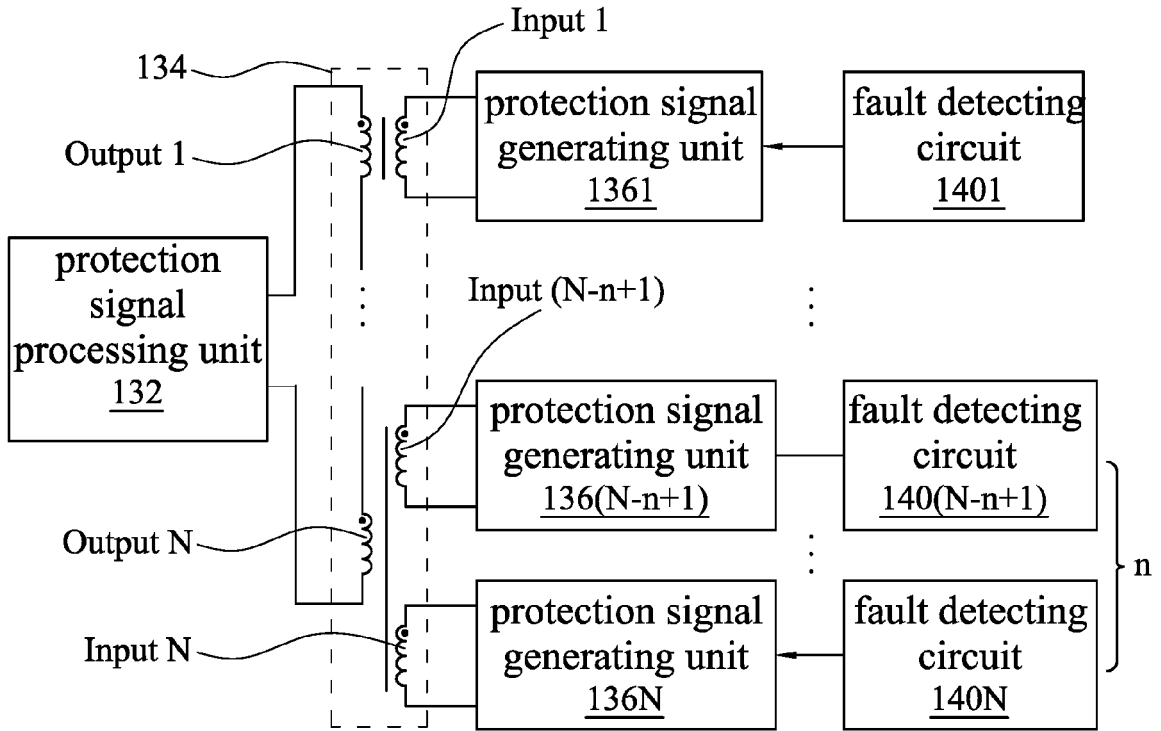 Input 1
134
Output 1
protection signal
generating unit
1361
fault detecting
circuit
1401
protection
signal
processing unit
132
Input (N-n+1)
protection signal
generating unit
136(N-n+1)
fault detecting
circuit
140(N-n+1)
Output N
n
Input N
protection signal
generating unit
136N
fault detecting
circuit
140N